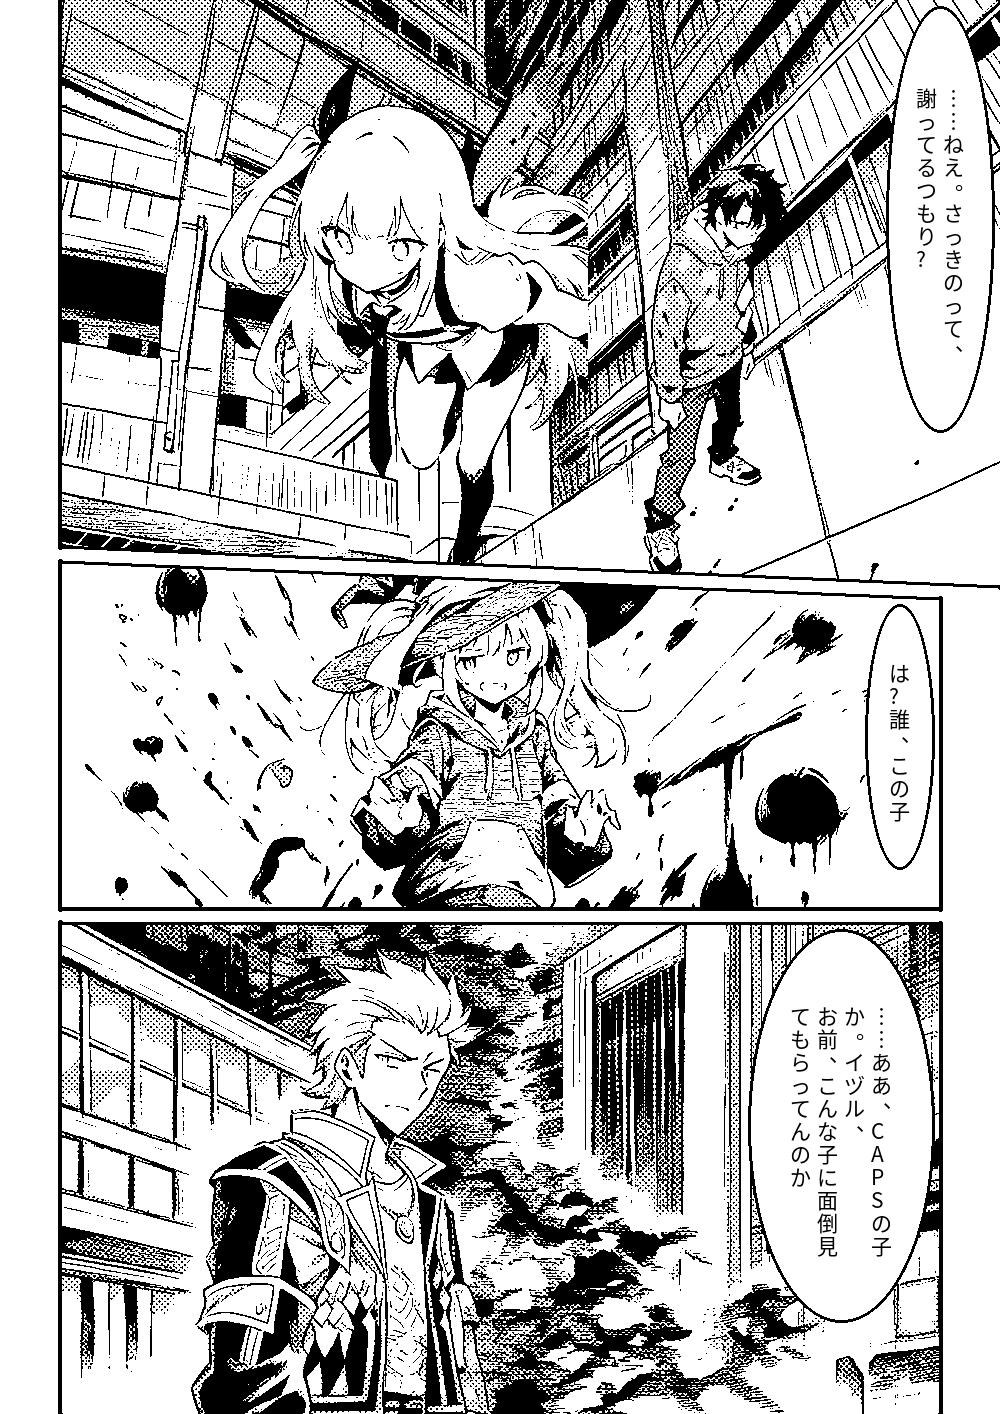 ……ねえ。さっきのって、
謝ってるつもり?
は?誰、この子
……ああ、CAPSの子
か。イヅル、
お前、こんな子に面倒見
てもらってんのか